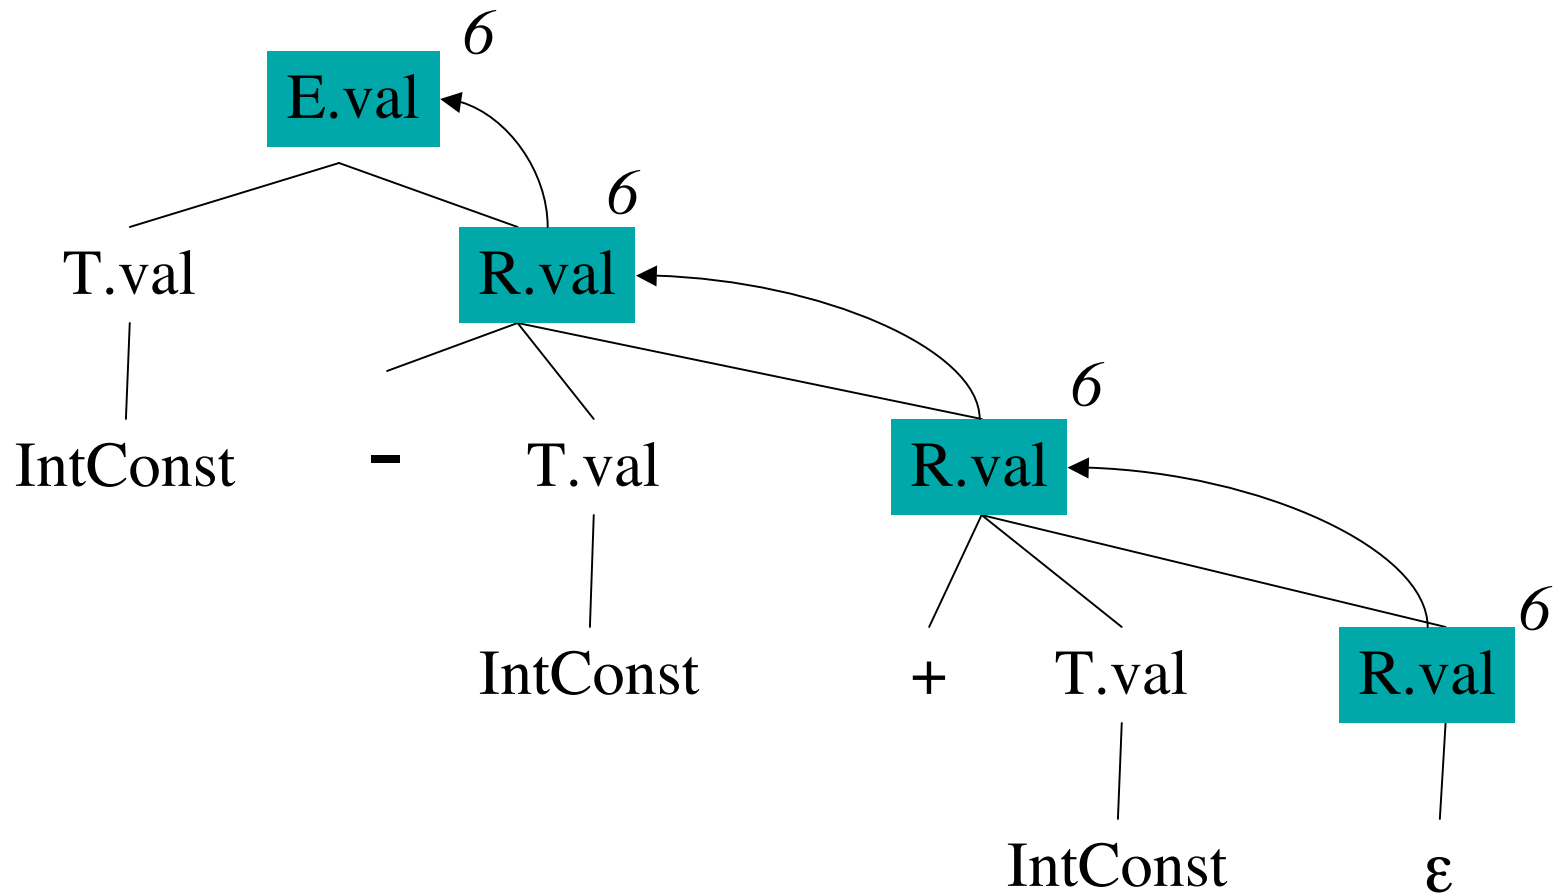 6
E.val
6
T.val R.val
6
IntConst - T.val R.val
6
IntConst + T.val R.val
IntConst ε